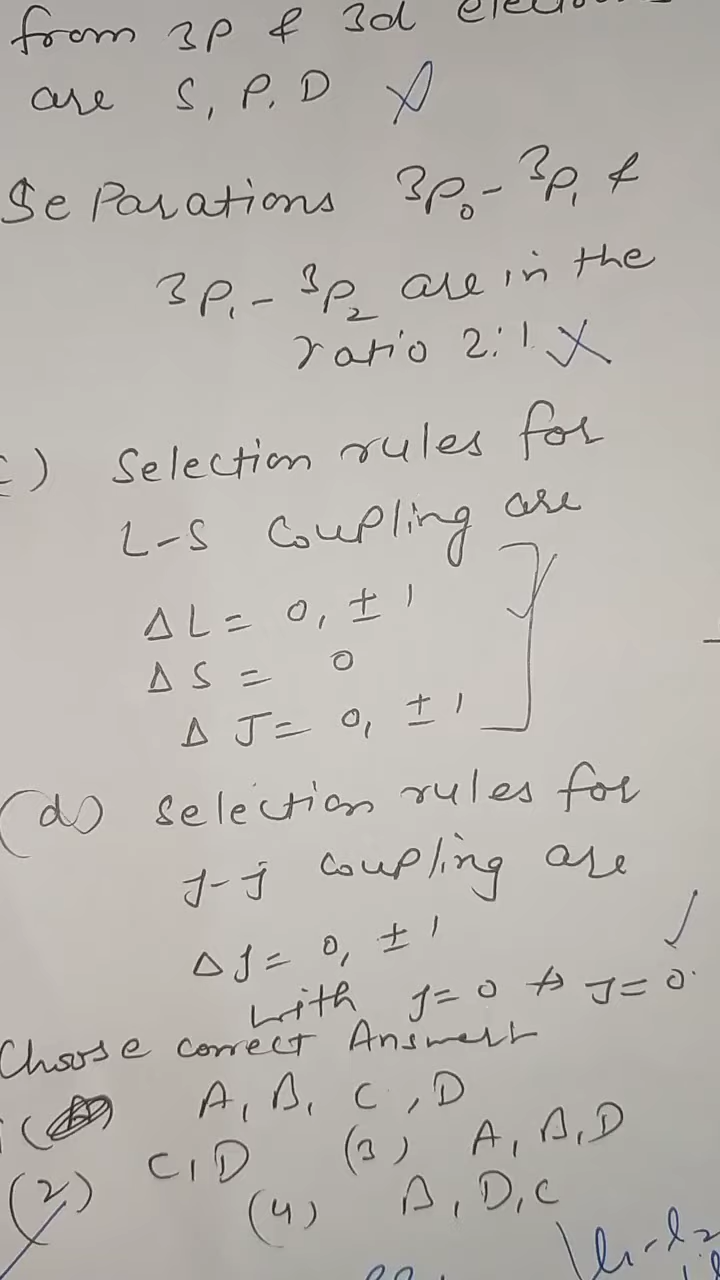 from 3p & 3d
are S, P, D X
Separations 3P₀ - ³P₁ &
3P₁ - ³P₂ are in the
ratio 2:1 X
c) Selection rules for
L-S Coupling are
ΔL = 0, ±1
ΔS = 0
ΔJ = 0, ±1
(d) selection rules for
J-j coupling are
ΔJ = 0, ±1 ✓
with J=0 ↛ J=0.
Choose correct Answer
A, B, C, D
(2) C, D (3) A, B, D
(4) B, D, C